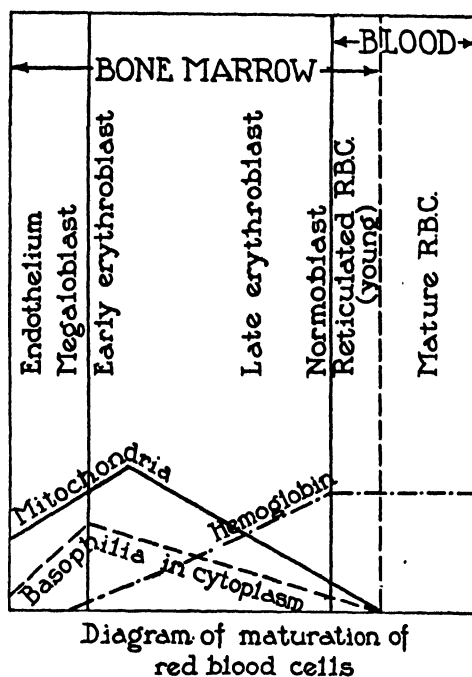 BLOOD
BONE MARROW
Endothelium
Megaloblast
Early erythroblast
Late erythroblast
Normoblast
Reticulated R.B.C.
(young)
Mature R.B.C.
Mitochondria
Hemoglobin
Basophilia in cytoplasm
Diagram of maturation of
red blood cells